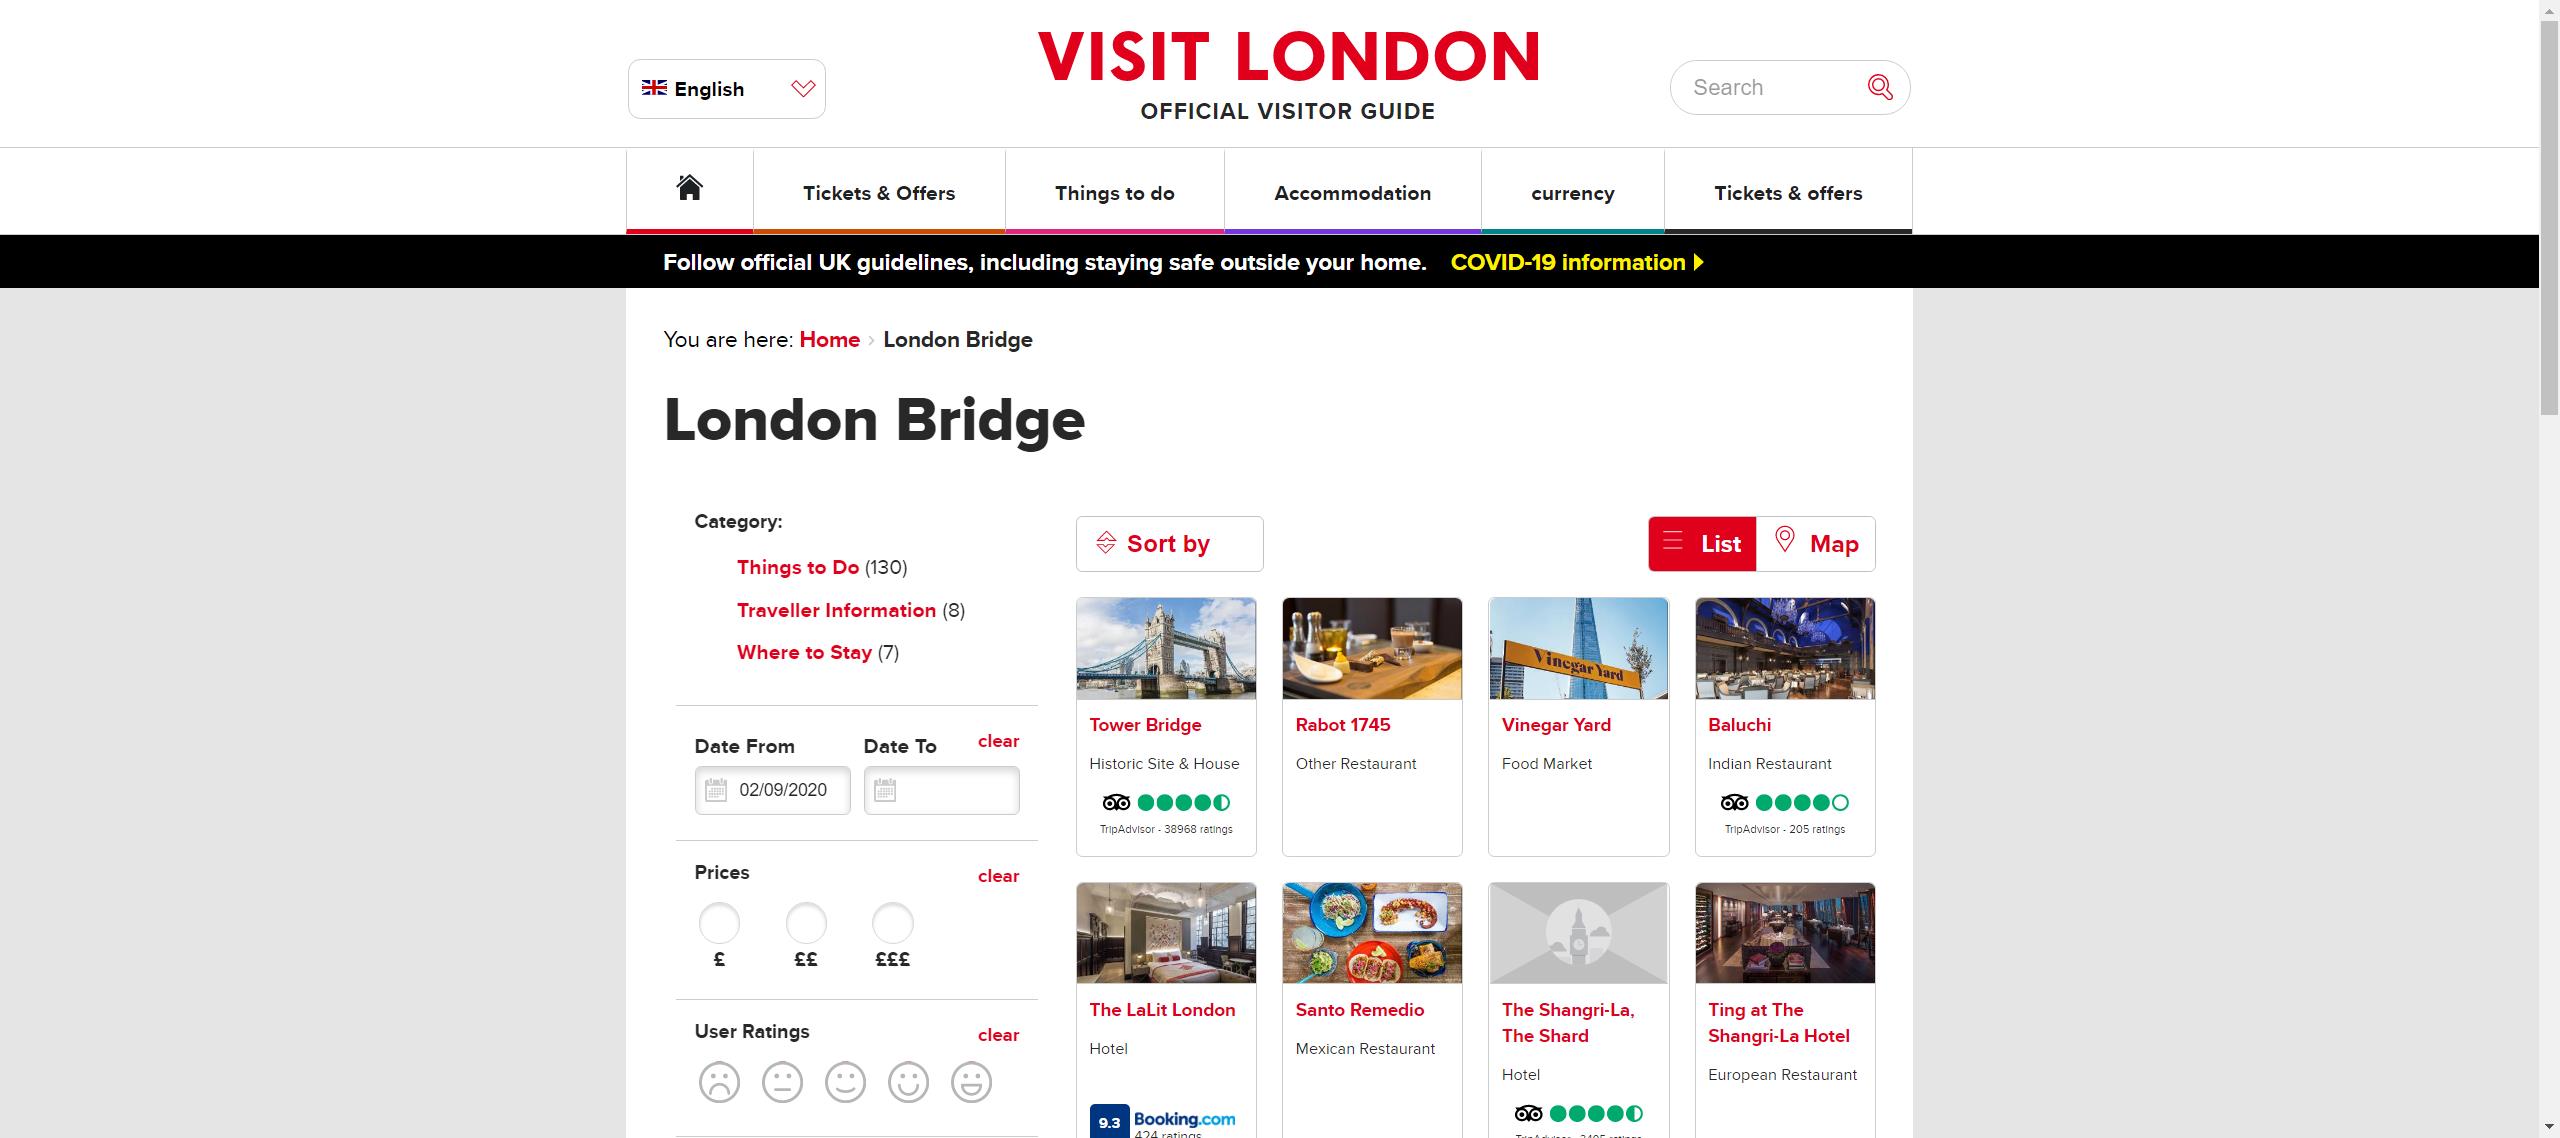 English
VISIT LONDON
OFFICIAL VISITOR GUIDE
Search
Tickets & Offers
Things to do
Accommodation
currency
Tickets & offers
Follow official UK guidelines, including staying safe outside your home. COVID-19 information
You are here: Home › London Bridge
London Bridge
Category:
Things to Do (130)
Traveller Information (8)
Where to Stay (7)
Date From
Date To
clear
02/09/2020
Prices
clear
£
££
£££
User Ratings
clear
Sort by
List
Map
Vinegar Yard
Tower Bridge
Historic Site & House
TripAdvisor - 38968 ratings
Rabot 1745
Other Restaurant
Vinegar Yard
Food Market
Baluchi
Indian Restaurant
TripAdvisor - 205 ratings
The LaLit London
Hotel
9.3 Booking.com
424 ratings
Santo Remedio
Mexican Restaurant
The Shangri-La,
The Shard
Hotel
Ting at The
Shangri-La Hotel
European Restaurant